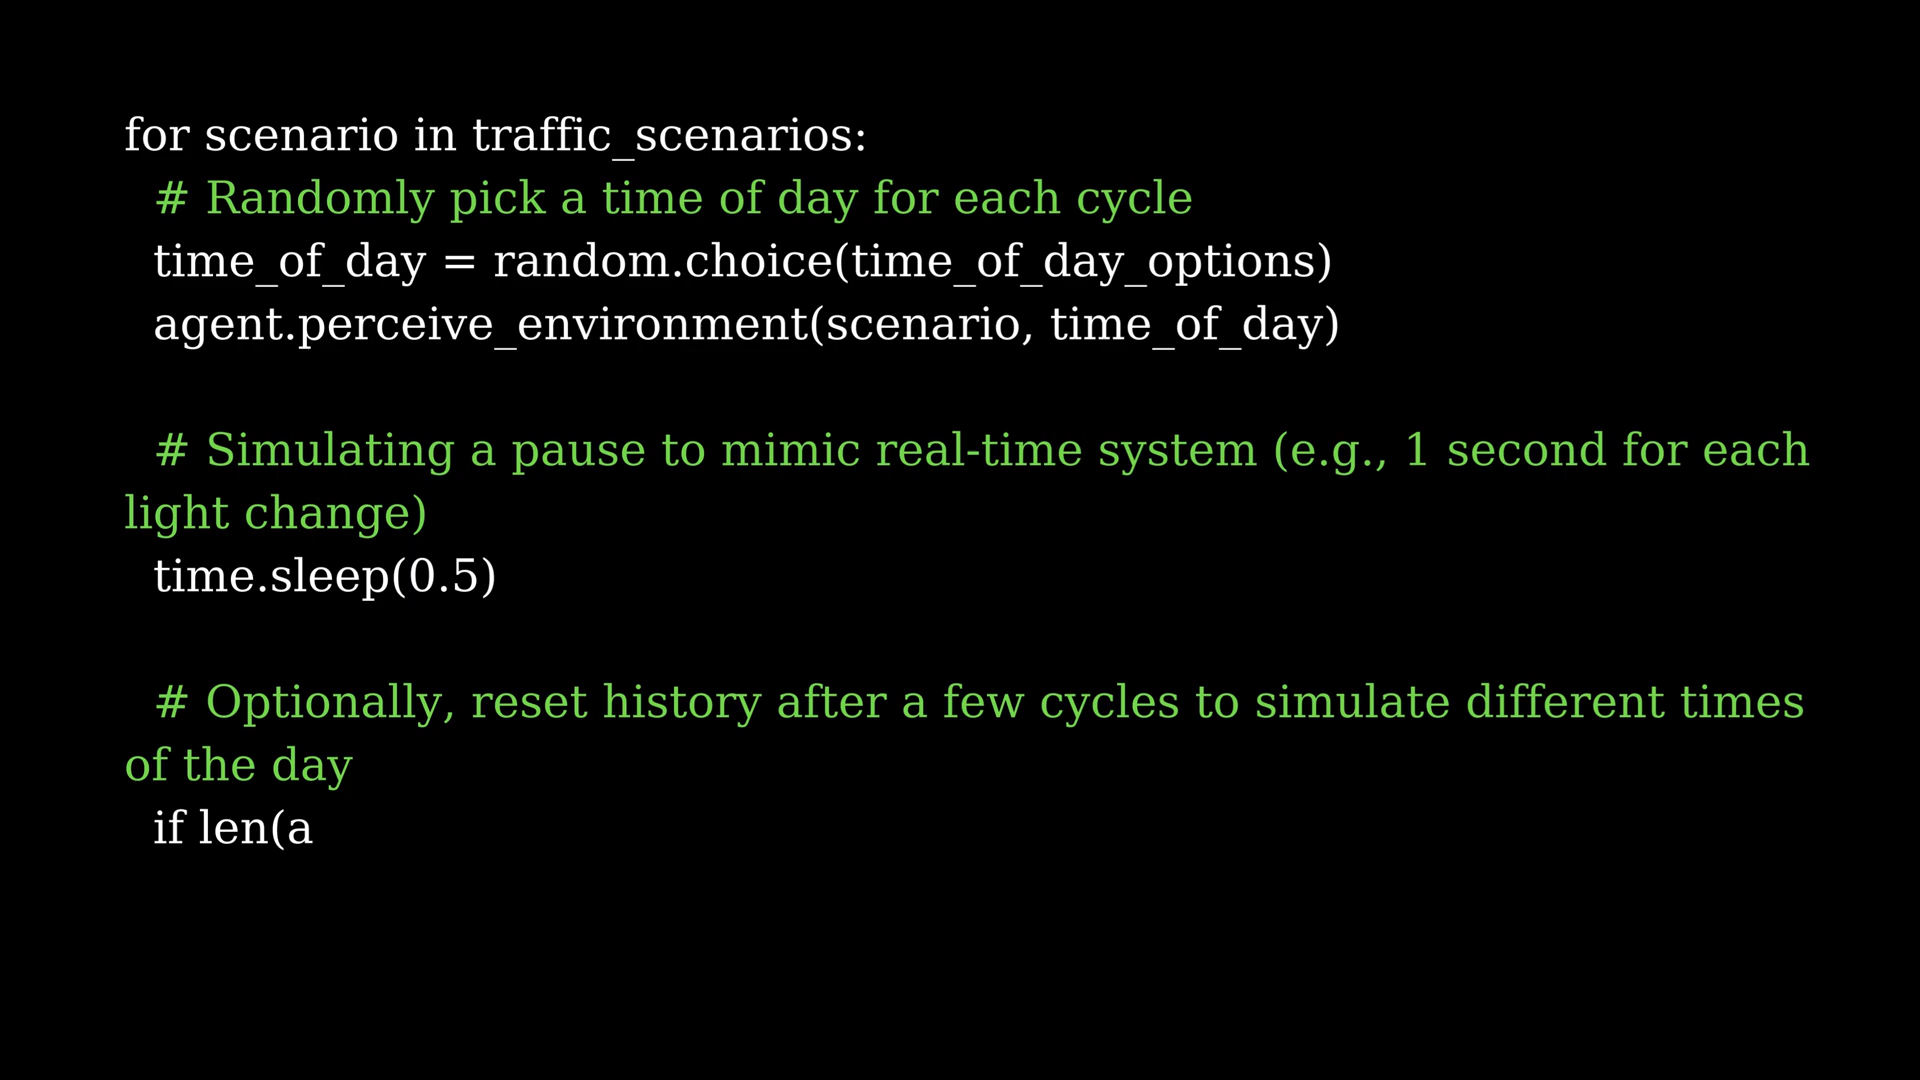 for scenario in traffic_scenarios:
# Randomly pick a time of day for each cycle
time_of_day = random.choice(time_of_day_options)
agent.perceive_environment(scenario, time_of_day)
# Simulating a pause to mimic real-time system (e.g., 1 second for each
light change)
time.sleep(0.5)
# Optionally, reset history after a few cycles to simulate different times
of the day
if len(a